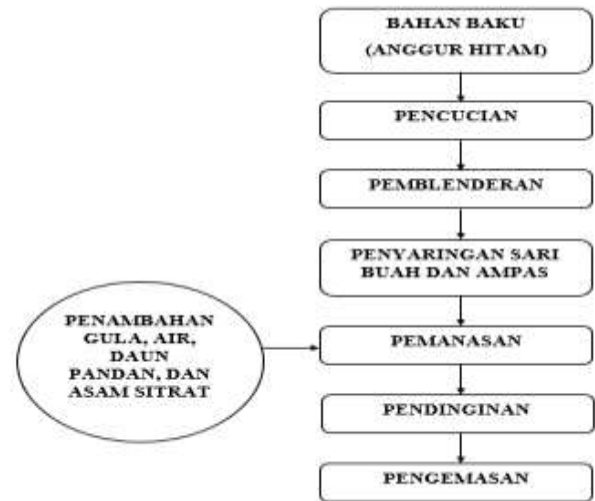 BAHAN BAKU
(ANGGUR HITAM)
PENCUCIAN
PEMBLENDERAN
PENYARINGAN SARI
BUAH DAN AMPAS
PENAMBAHAN
GULA, AIR,
DAUN
PANDAN, DAN
ASAM SITRAT
PEMANASAN
PENDINGINAN
PENGEMASAN